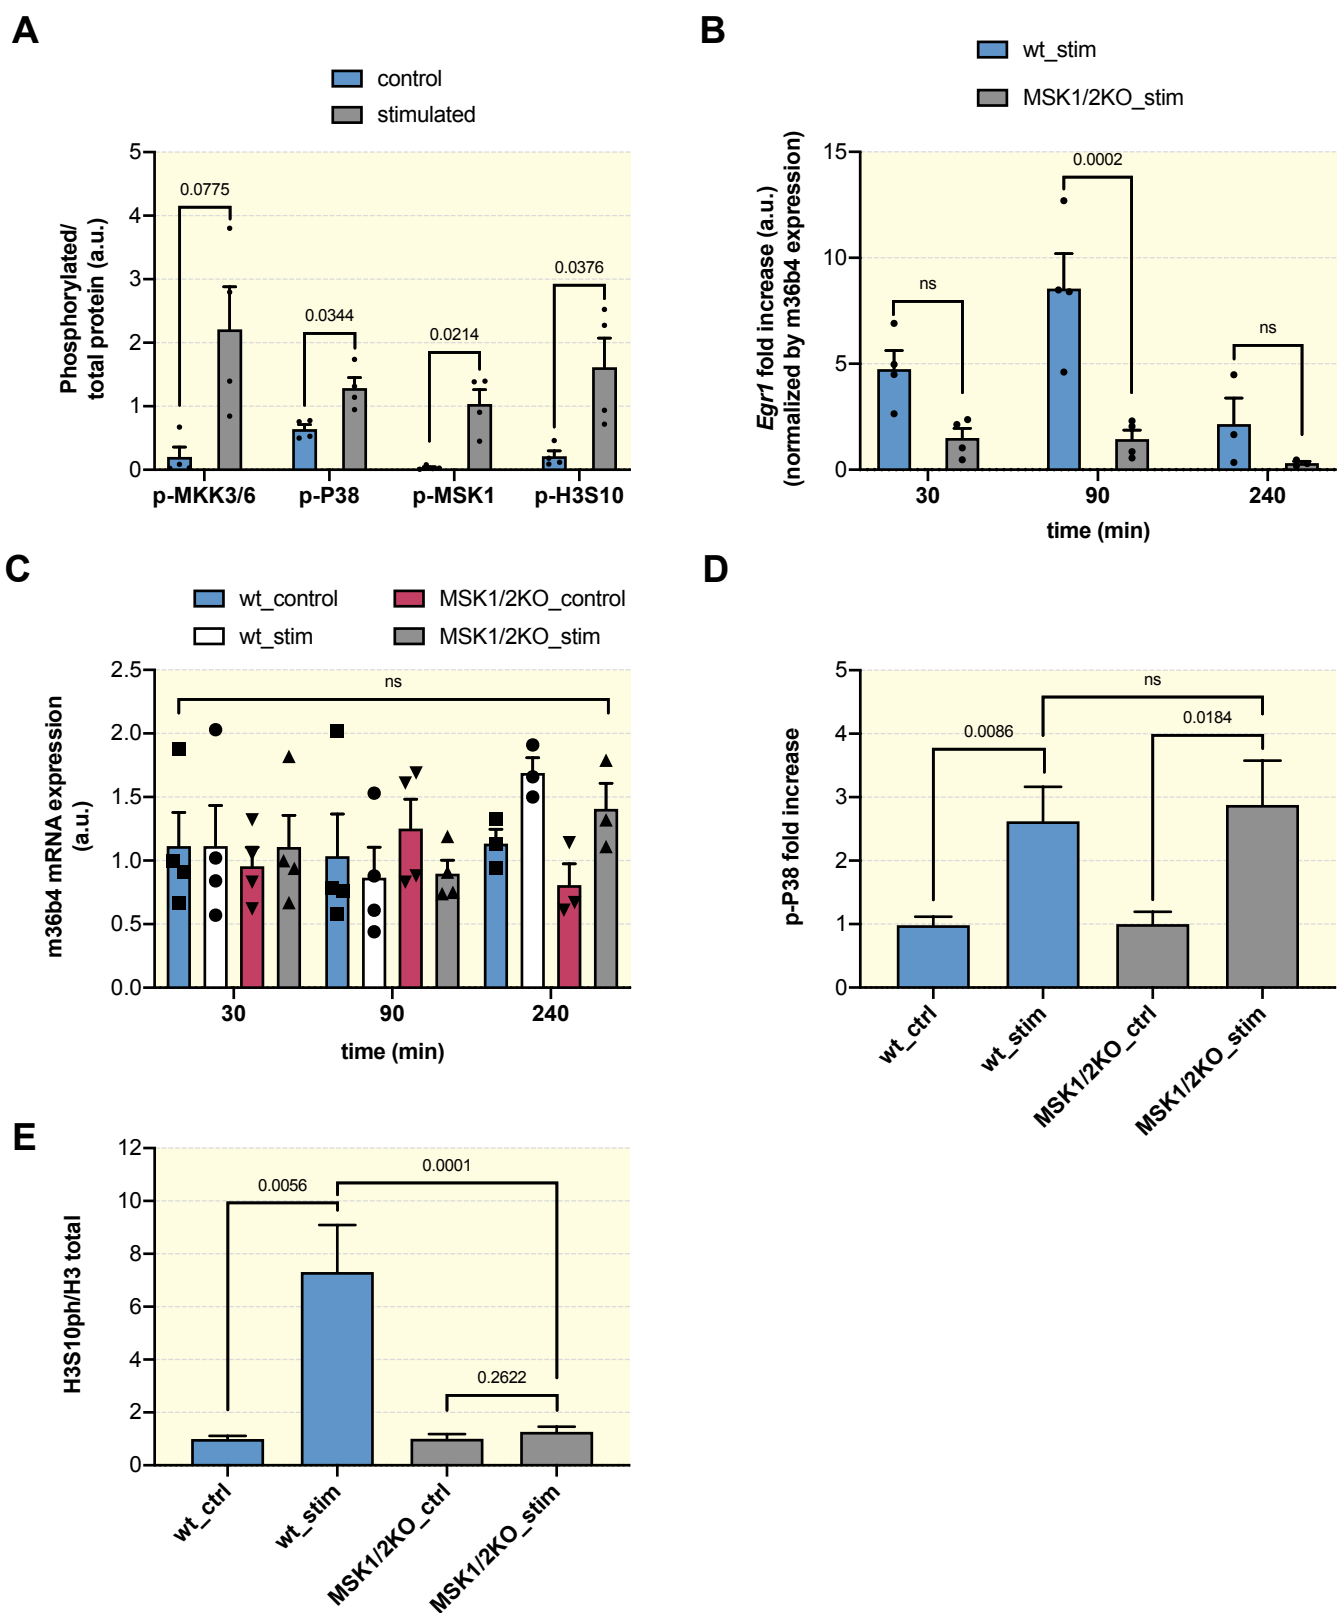 A
control
stimulated
Phosphorylated/
total protein (a.u.)
5
4
3
2
1
0
0.0775
0.0344
0.0214
0.0376
p-MKK3/6
p-P38
p-MSK1
p-H3S10
B
wt_stim
MSK1/2KO_stim
Egr1 fold increase (a.u.)
(normalized by m36b4 expression)
15
10
5
0
ns
0.0002
ns
30
90
240
time (min)
C
wt_control
MSK1/2KO_control
wt_stim
MSK1/2KO_stim
m36b4 mRNA expression
(a.u.)
2.5
2.0
1.5
1.0
0.5
0.0
ns
30
90
240
time (min)
D
p-P38 fold increase
5
4
3
2
1
0
ns
0.0086
0.0184
wt_ctrl
wt_stim
MSK1/2KO_ctrl
MSK1/2KO_stim
E
H3S10ph/H3 total
12
10
8
6
4
2
0
0.0001
0.0056
0.2622
wt_ctrl
wt_stim
MSK1/2KO_ctrl
MSK1/2KO_stim